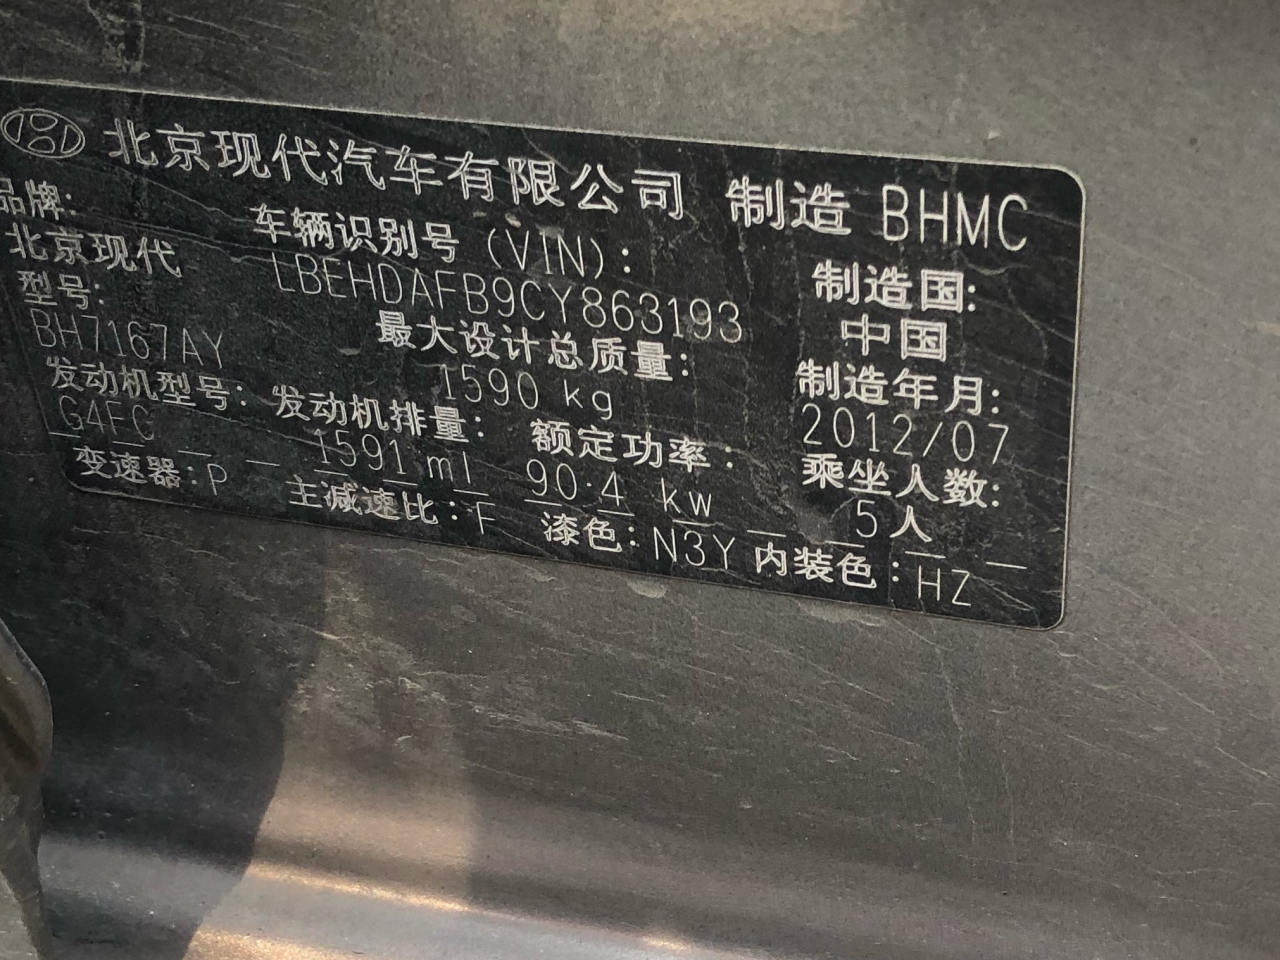 181 北京现代汽车有限公司 制造 BHMC
品牌: 车辆识别号 (VIN): 制造国:
北京现代 LBEHDAFB9CY863193 中国
型号: 最大设计总质量: 制造年月:
BH7167AY 1590 kg 2012/07
发动机型号: 发动机排量: 额定功率: 乘坐人数:
G4FC 1591 ml 90.4 kw 5人
变速器:P 主减速比:F 漆色:N3Y 内装色:HZ